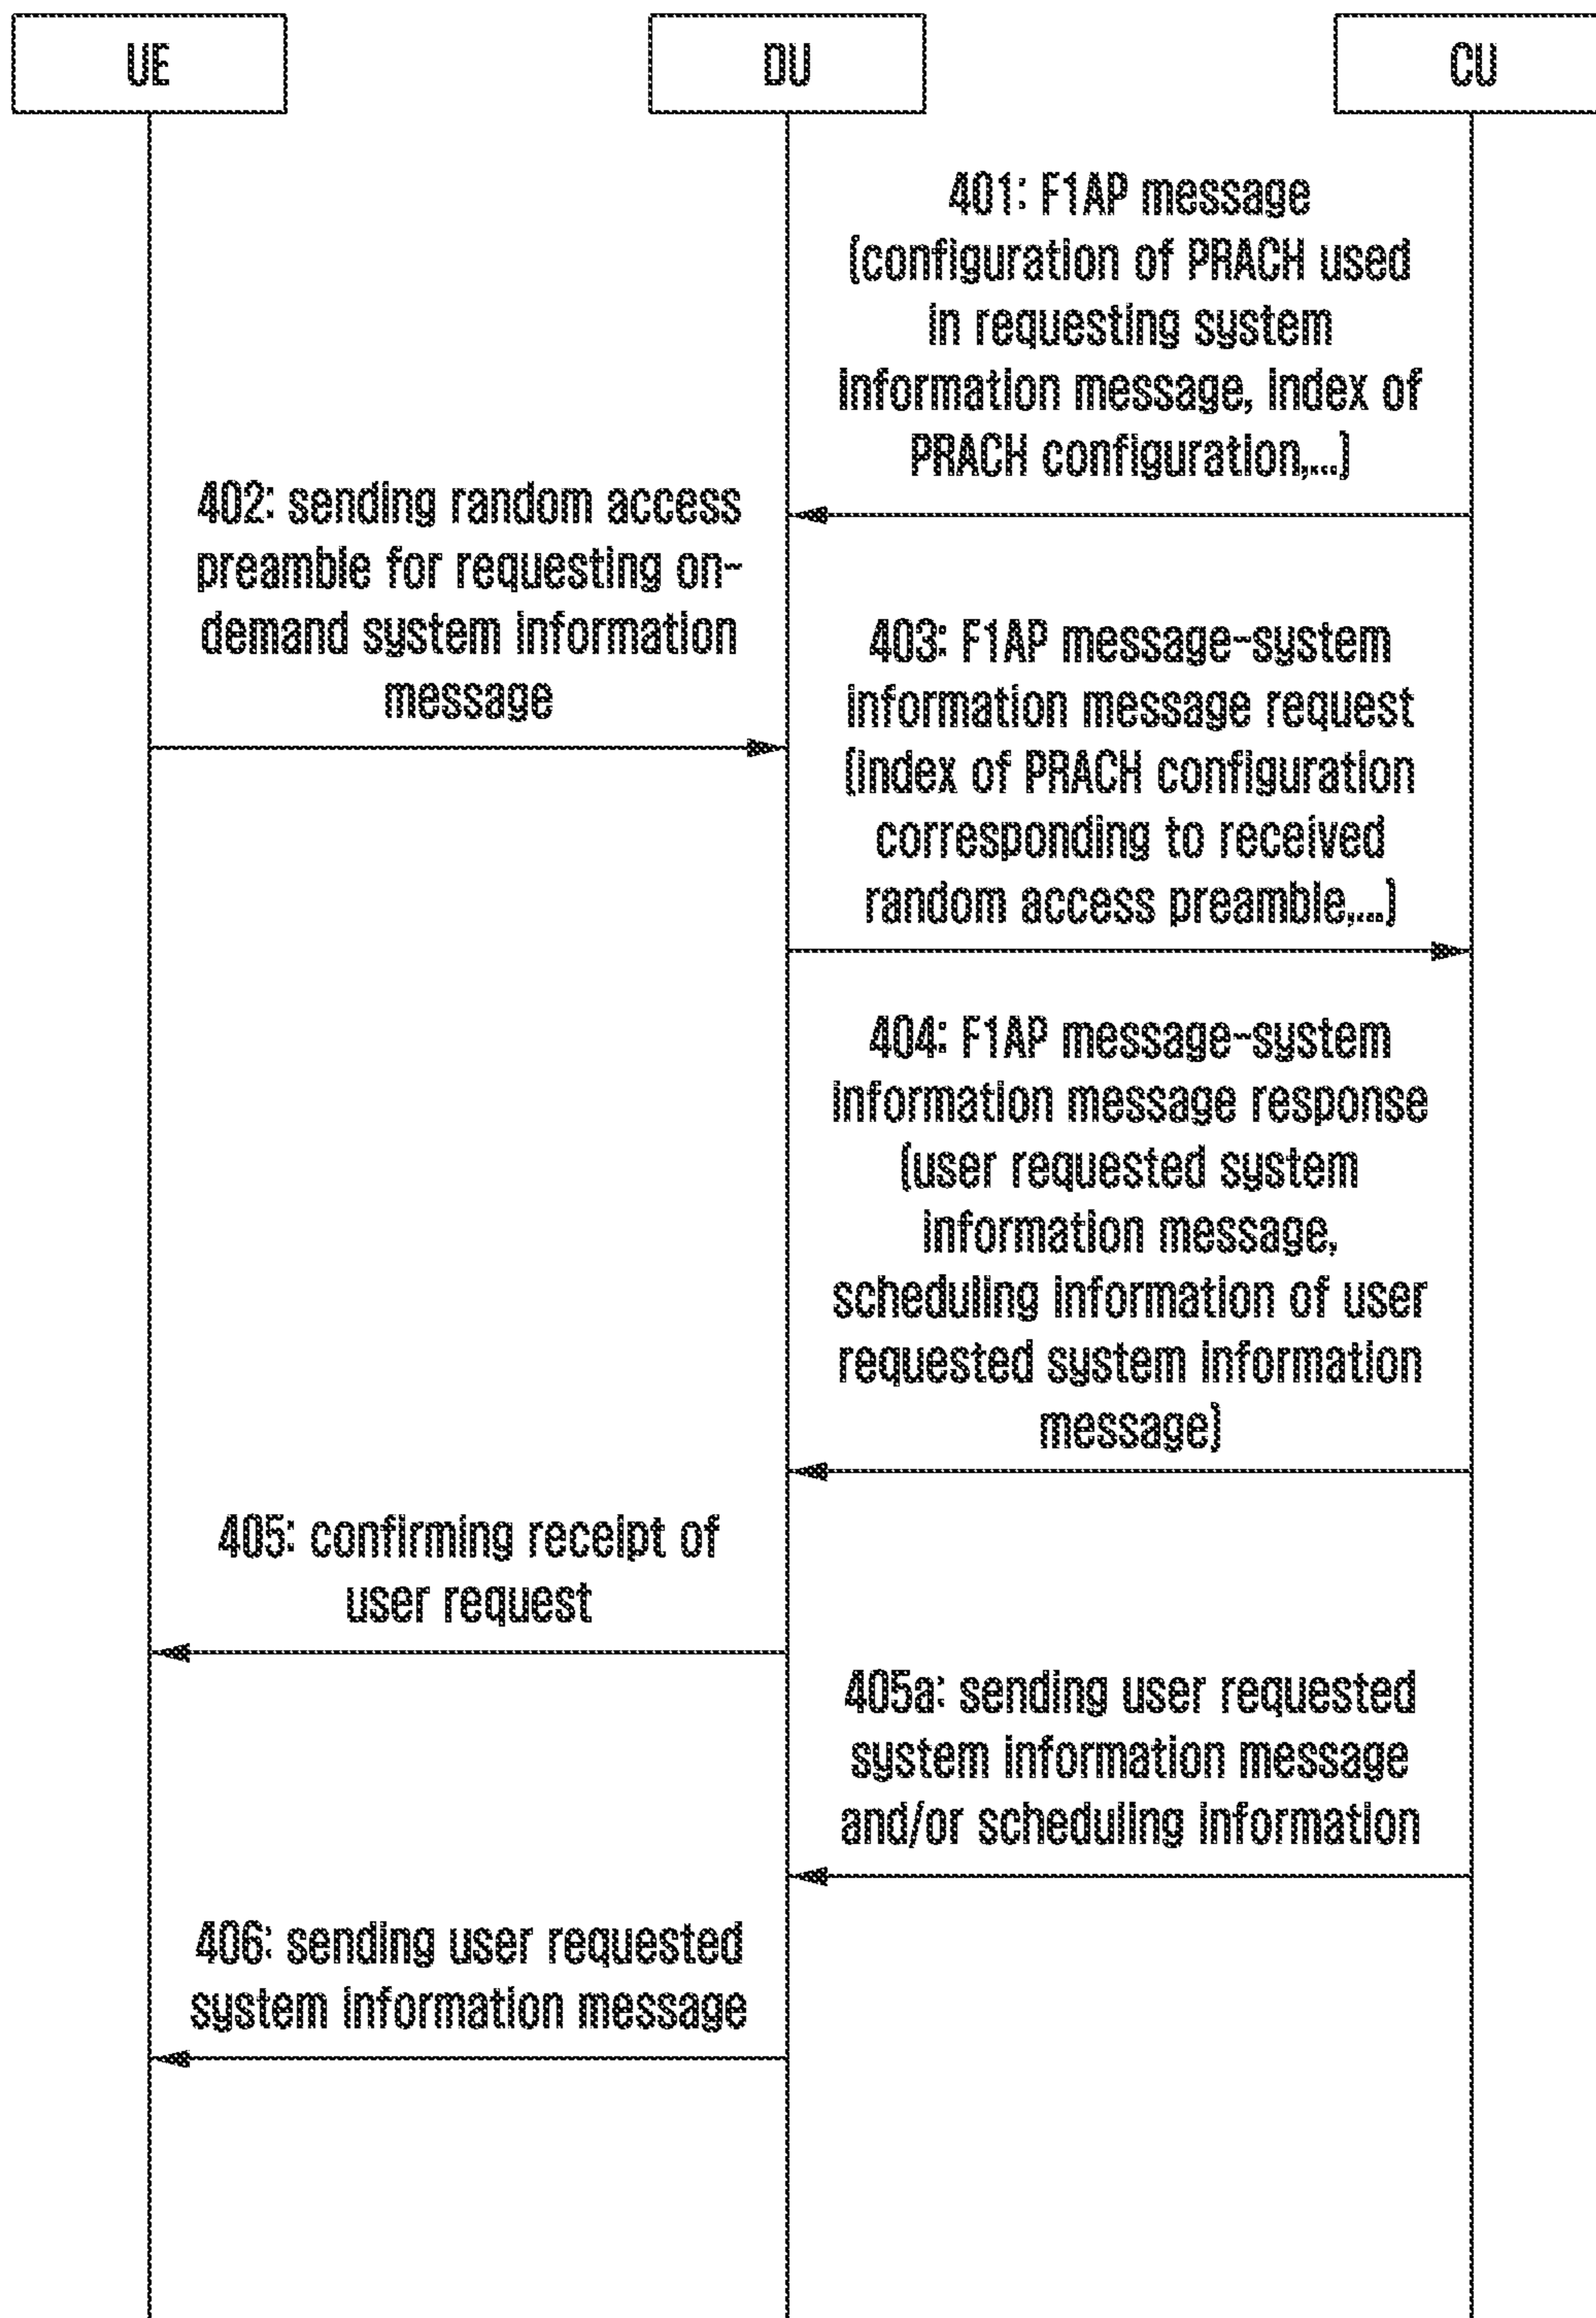 UE
DU
CU
401: F1AP message
(configuration of PRACH used
in requesting system
information message, index of
PRACH configuration,...)
402: sending random access
preamble for requesting on-
demand system information
message
403: F1AP message-system
information message request
(index of PRACH configuration
corresponding to received
random access preamble,...)
404: F1AP message-system
information message response
(user requested system
information message,
scheduling information of user
requested system information
message)
405: confirming receipt of
user request
405a: sending user requested
system information message
and/or scheduling information
406: sending user requested
system information message